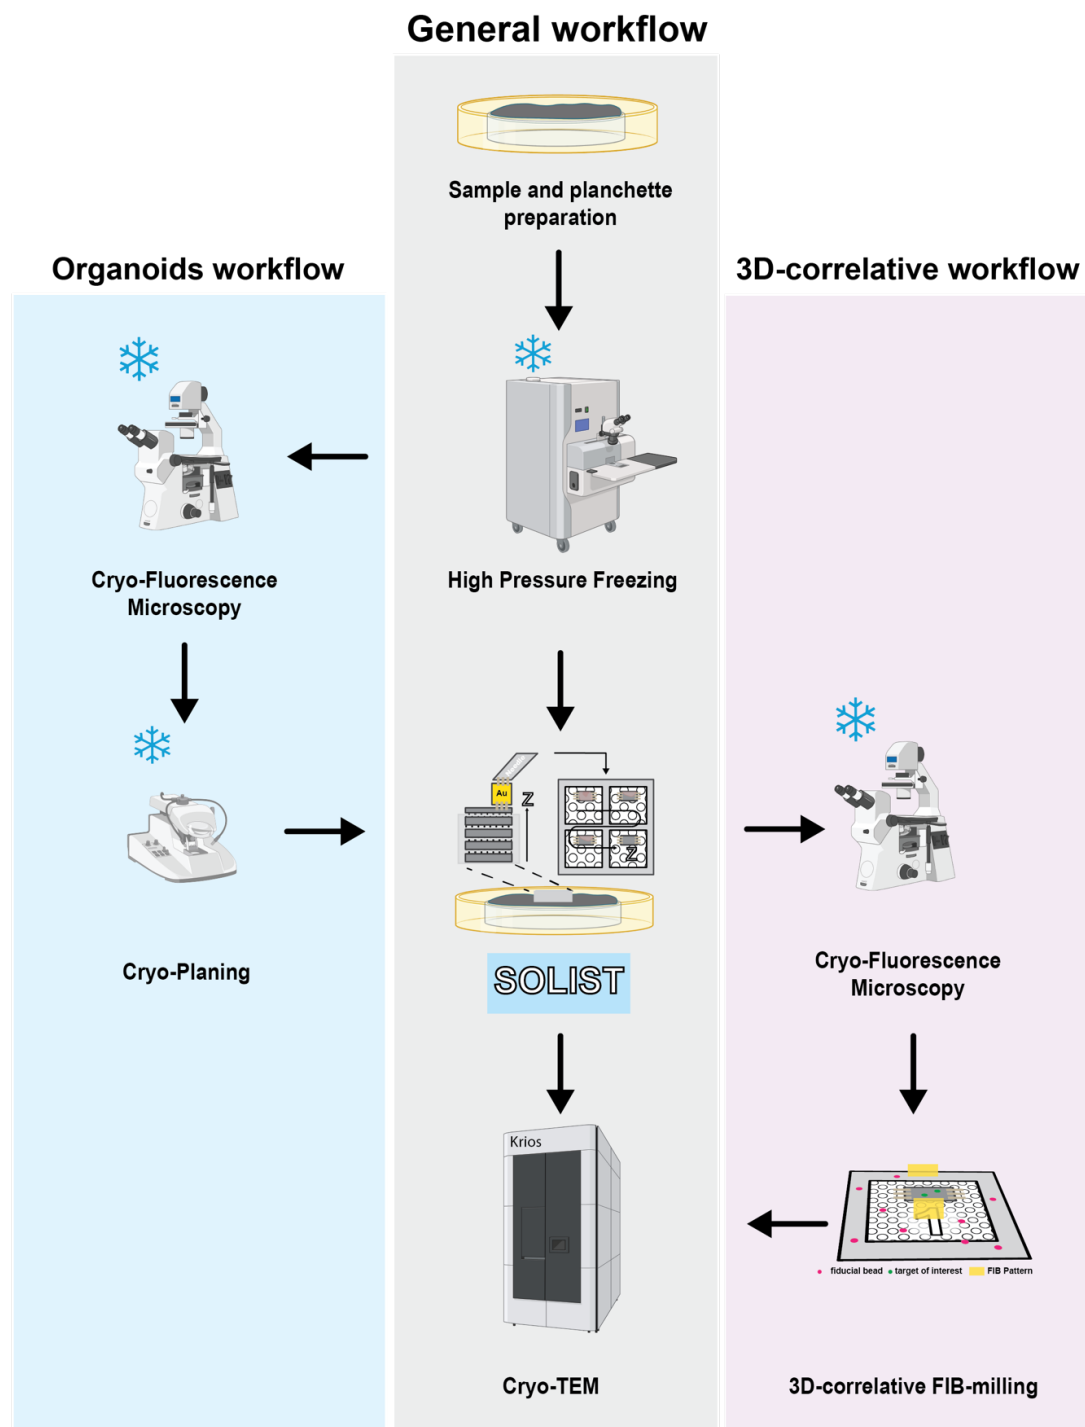 General workflow
Sample and planchette
preparation
Organoids workflow
3D-correlative workflow
Cryo-Fluorescence
Microscopy
High Pressure Freezing
Au
Z
Z
Cryo-Planing
SOLIST
Cryo-Fluorescence
Microscopy
Krios
fiducial bead
target of interest
FIB Pattern
Cryo-TEM
3D-correlative FIB-milling